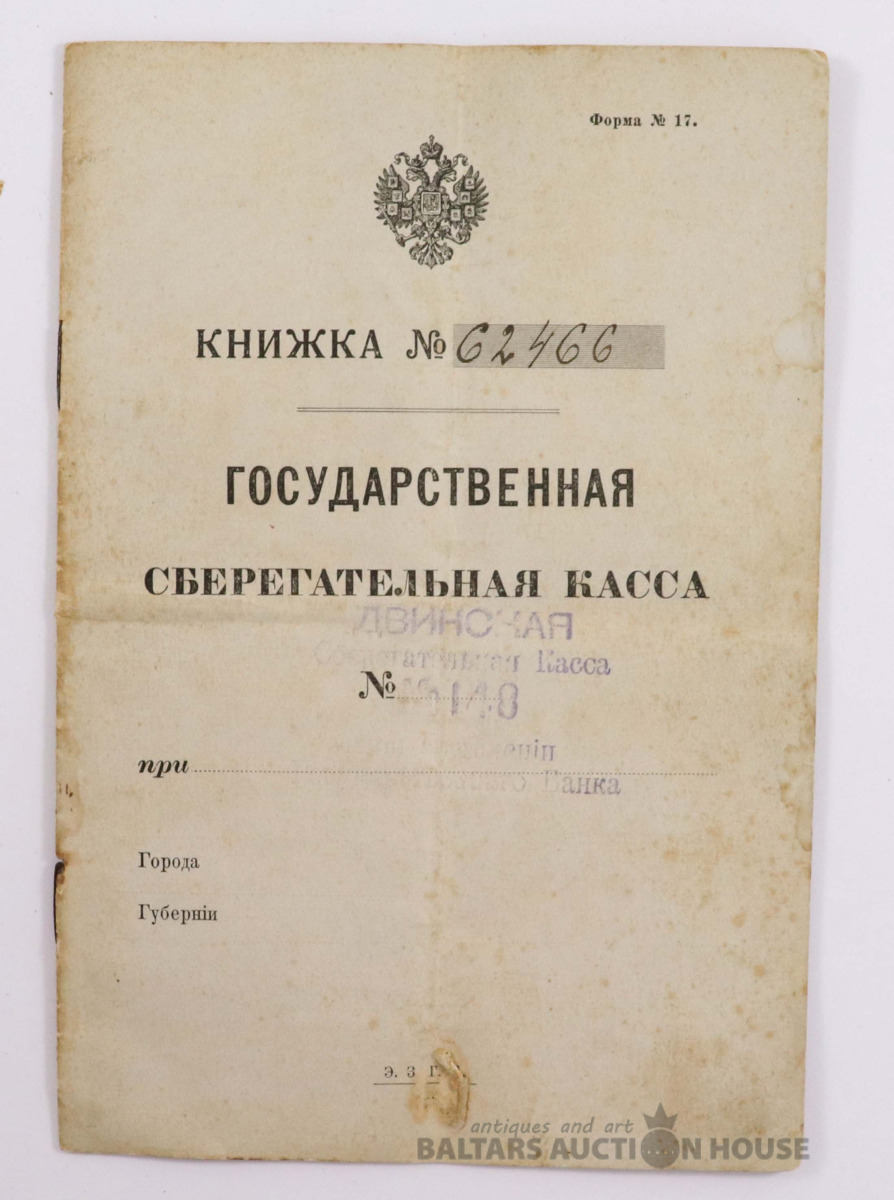 Форма № 17.
КНИЖКА № 62466
ГОСУДАРСТВЕННАЯ
СБЕРЕГАТЕЛЬНАЯ КАССА
Касса
№
при
Банка
Города
Губерніи
Э. З. Г.
antiques and art
BALTARS AUCTION HOUSE